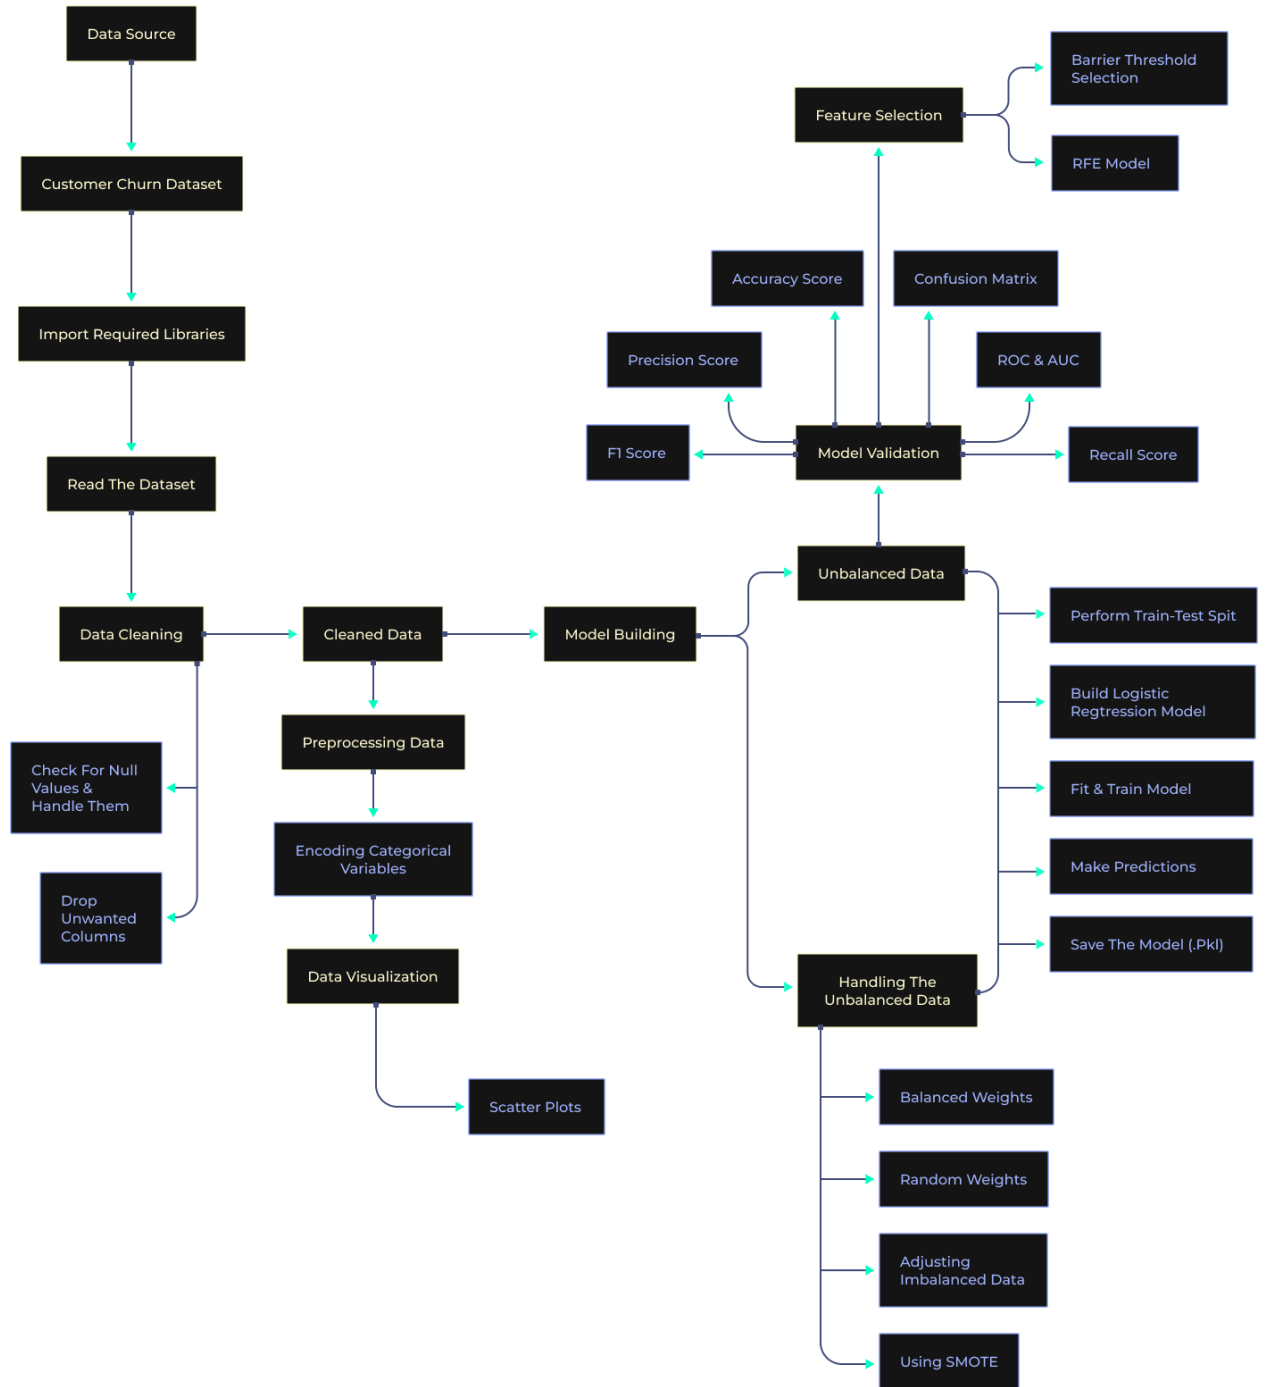 Data Source
Customer Churn Dataset
Import Required Libraries
Read The Dataset
Data Cleaning
Check For Null
Values &
Handle Them
Drop
Unwanted
Columns
Cleaned Data
Preprocessing Data
Encoding Categorical
Variables
Data Visualization
Scatter Plots
Model Building
Unbalanced Data
Handling The
Unbalanced Data
Perform Train-Test Spit
Build Logistic
Regtression Model
Fit & Train Model
Make Predictions
Save The Model (.Pkl)
Balanced Weights
Random Weights
Adjusting
Imbalanced Data
Using SMOTE
Model Validation
F1 Score
Precision Score
Accuracy Score
Confusion Matrix
ROC & AUC
Recall Score
Feature Selection
Barrier Threshold
Selection
RFE Model